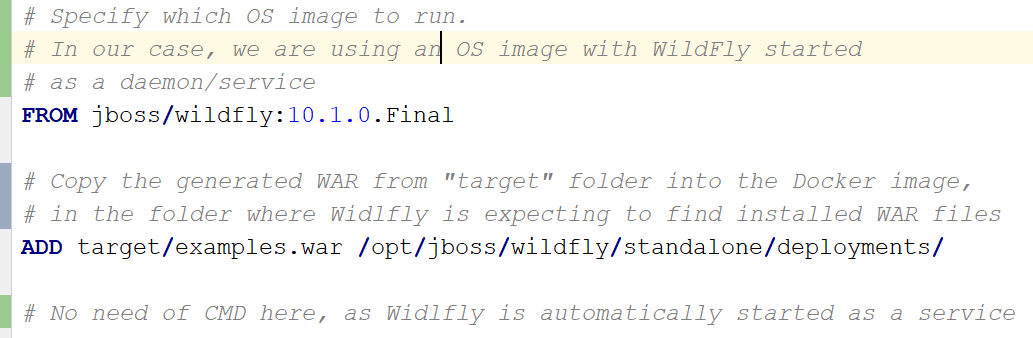 # Specify which OS image to run.
# In our case, we are using an OS image with WildFly started
# as a daemon/service
FROM jboss/wildfly:10.1.0.Final
# Copy the generated WAR from "target" folder into the Docker image,
# in the folder where Widlfly is expecting to find installed WAR files
ADD target/examples.war /opt/jboss/wildfly/standalone/deployments/
# No need of CMD here, as Widlfly is automatically started as a service